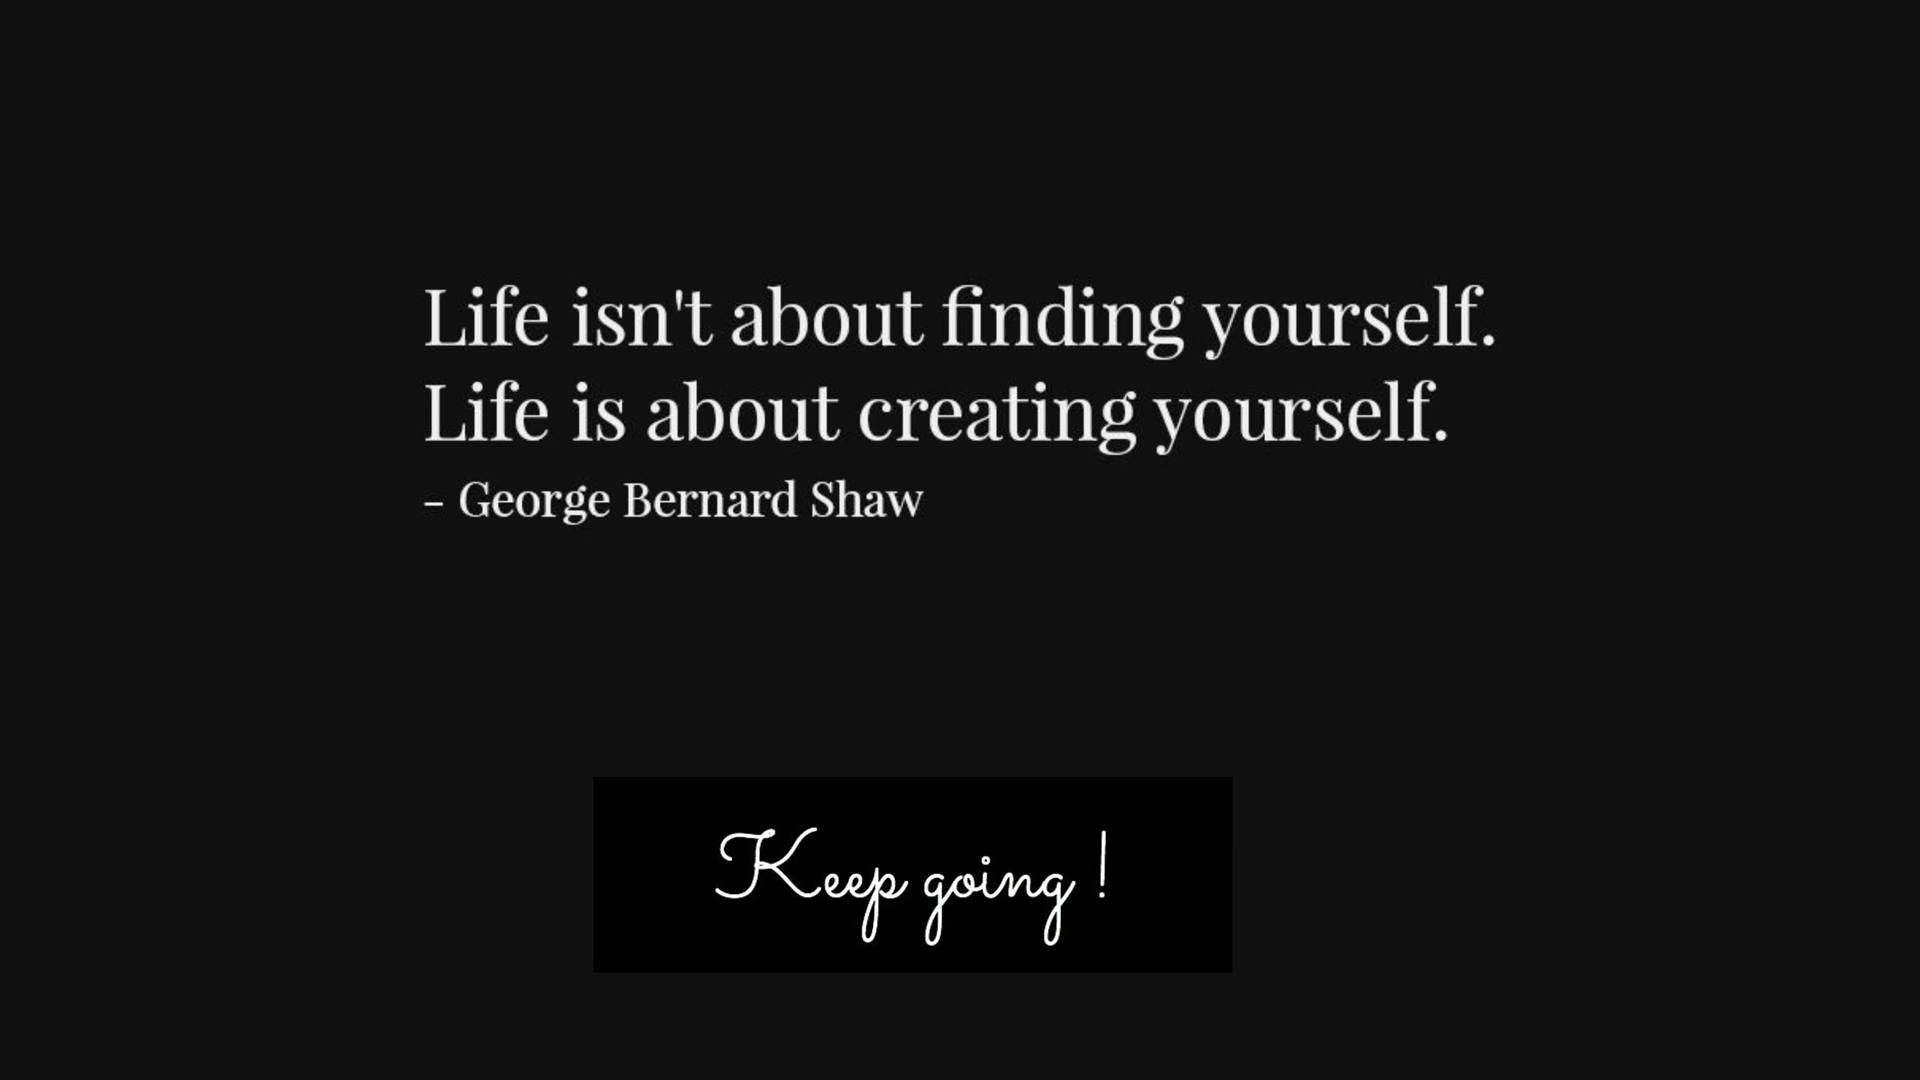 Life isn't about finding yourself.
Life is about creating yourself.
– George Bernard Shaw
Keep going !